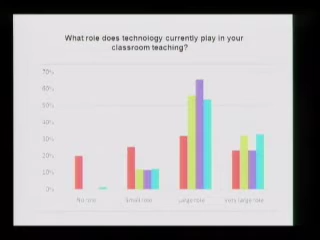 What role does technology currently play in your
classroom teaching?
70%
60%
50%
40%
30%
20%
10%
0%
No role Small role Large role Very large role